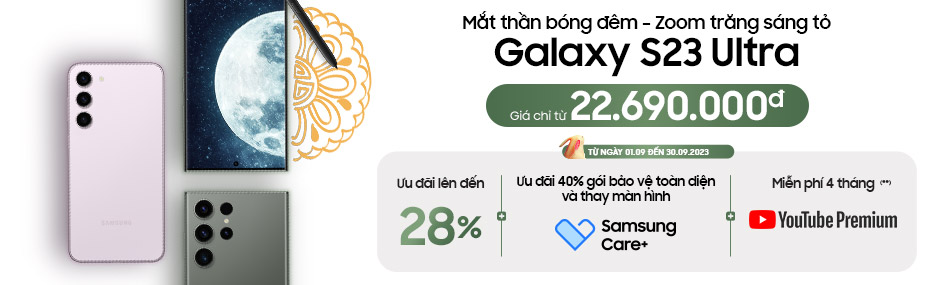 Mắt thần bóng đêm - Zoom trăng sáng tỏ
Galaxy S23 Ultra
Giá chỉ từ 22.690.000đ
TỪ NGÀY 01.09 ĐẾN 30.09.2023
Ưu đãi lên đến
28%
Ưu đãi 40% gói bảo vệ toàn diện
và thay màn hình
Samsung
Care+
Miễn phí 4 tháng (**)
YouTube Premium
SAMSUNG